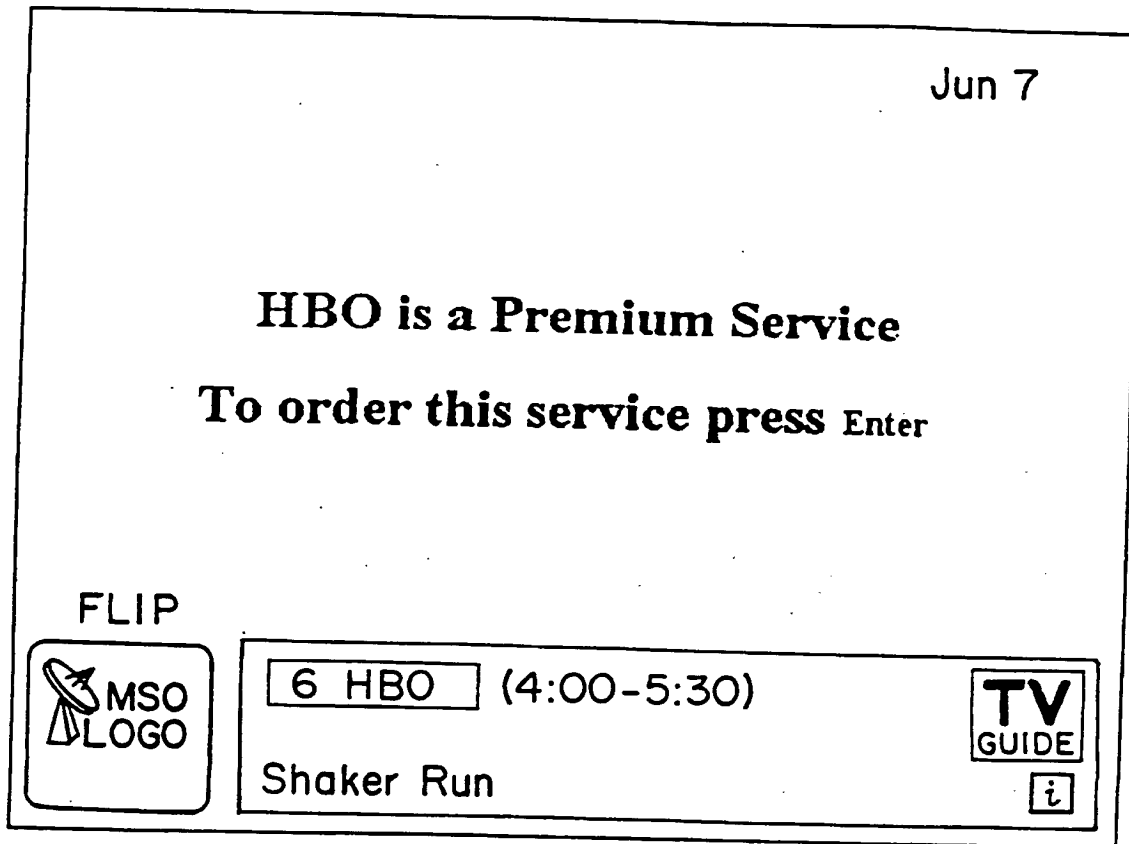 Jun 7
HBO is a Premium Service
To order this service press Enter
FLIP
MSO
LOGO
6 HBO (4:00-5:30)
TV
GUIDE
Shaker Run
i